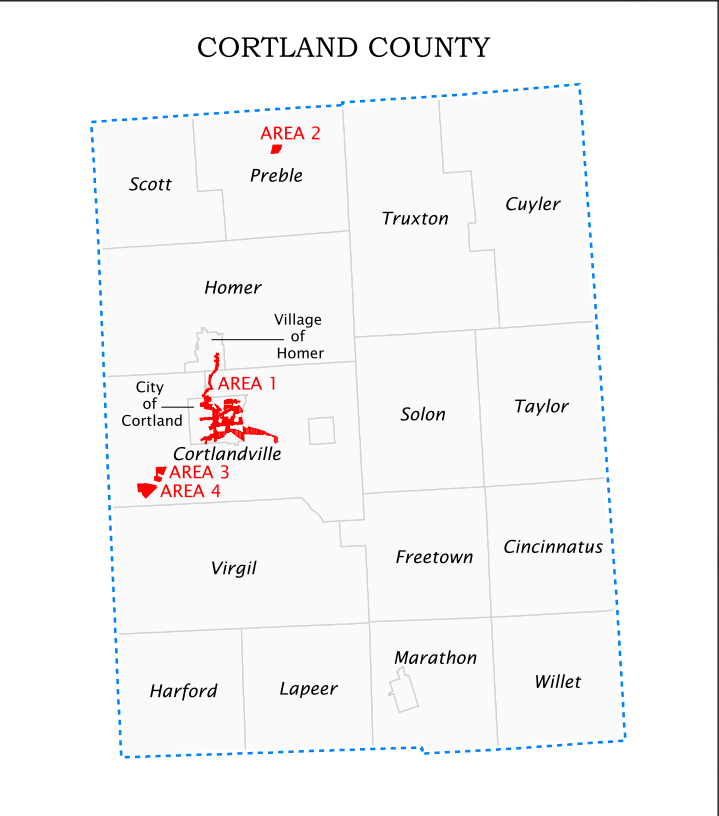 CORTLAND COUNTY
AREA 2
Preble
Scott
Cuyler
Truxton
Homer
Village
of
Homer
AREA 1
City
of
Cortland
Taylor
Solon
Cortlandville
AREA 3
AREA 4
Cincinnatus
Freetown
Virgil
Marathon
Willet
Lapeer
Harford